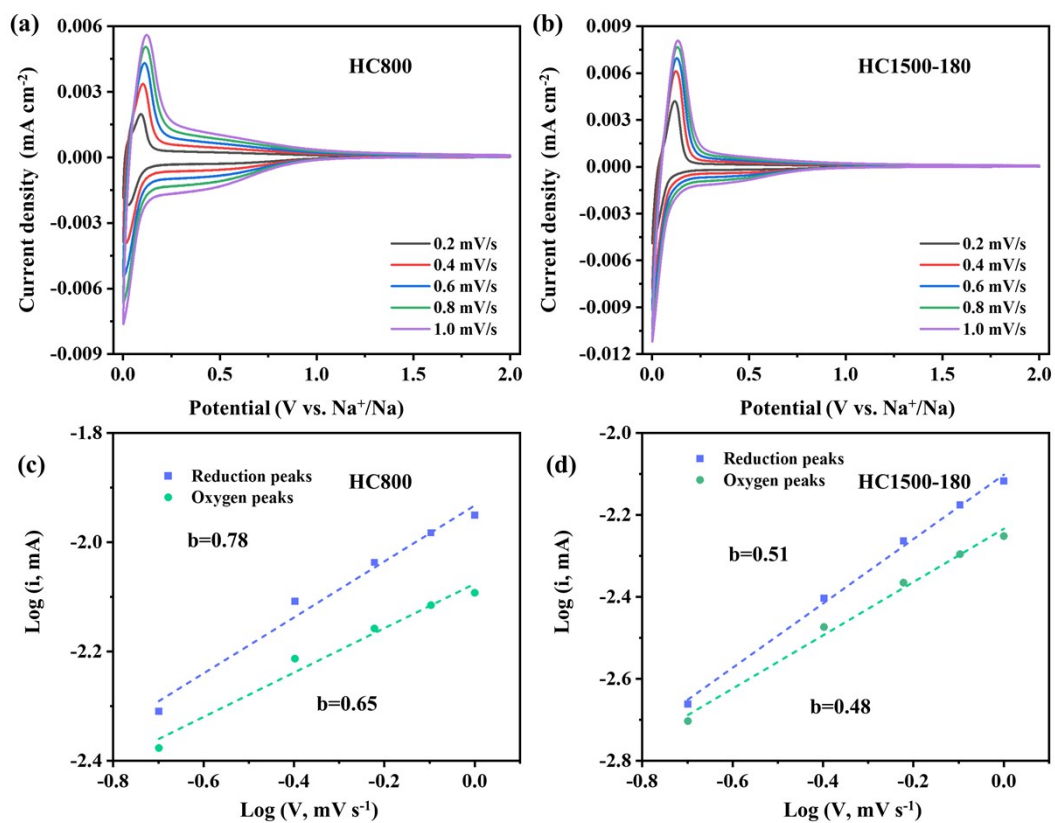 (a)
HC800
0.006
0.003
0.000
-0.003
-0.006
-0.009
Current density (mA cm⁻²)
0.2 mV/s
0.4 mV/s
0.6 mV/s
0.8 mV/s
1.0 mV/s
0.0 0.5 1.0 1.5 2.0
Potential (V vs. Na⁺/Na)
(b)
HC1500-180
0.009
0.006
0.003
0.000
-0.003
-0.006
-0.009
-0.012
Current density (mA cm⁻²)
0.2 mV/s
0.4 mV/s
0.6 mV/s
0.8 mV/s
1.0 mV/s
0.0 0.5 1.0 1.5 2.0
Potential (V vs. Na⁺/Na)
(c)
Reduction peaks
Oxygen peaks
HC800
b=0.78
b=0.65
-1.8
-2.0
-2.2
-2.4
Log (i, mA)
-0.8 -0.6 -0.4 -0.2 0.0
Log (V, mV s⁻¹)
(d)
Reduction peaks
Oxygen peaks
HC1500-180
b=0.51
b=0.48
-2.0
-2.2
-2.4
-2.6
-2.8
Log (i, mA)
-0.8 -0.6 -0.4 -0.2 0.0
Log (V, mV s⁻¹)